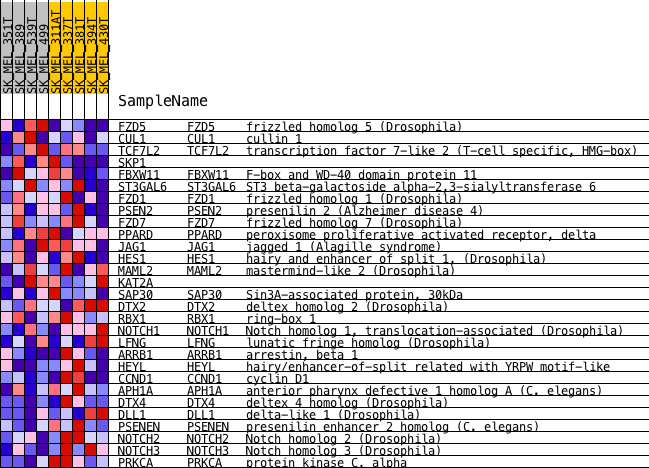 SK_MEL_351T
SK_MEL_389
SK_MEL_539T
SK_MEL_499
SK_MEL_311AT
SK_MEL_337T
SK_MEL_381T
SK_MEL_394T
SK_MEL_430T
SampleName
FZD5 FZD5 frizzled homolog 5 (Drosophila)
CUL1 CUL1 cullin 1
TCF7L2 TCF7L2 transcription factor 7-like 2 (T-cell specific, HMG-box)
SKP1
FBXW11 FBXW11 F-box and WD-40 domain protein 11
ST3GAL6 ST3GAL6 ST3 beta-galactoside alpha-2,3-sialyltransferase 6
FZD1 FZD1 frizzled homolog 1 (Drosophila)
PSEN2 PSEN2 presenilin 2 (Alzheimer disease 4)
FZD7 FZD7 frizzled homolog 7 (Drosophila)
PPARD PPARD peroxisome proliferative activated receptor, delta
JAG1 JAG1 jagged 1 (Alagille syndrome)
HES1 HES1 hairy and enhancer of split 1, (Drosophila)
MAML2 MAML2 mastermind-like 2 (Drosophila)
KAT2A
SAP30 SAP30 Sin3A-associated protein, 30kDa
DTX2 DTX2 deltex homolog 2 (Drosophila)
RBX1 RBX1 ring-box 1
NOTCH1 NOTCH1 Notch homolog 1, translocation-associated (Drosophila)
LFNG LFNG lunatic fringe homolog (Drosophila)
ARRB1 ARRB1 arrestin, beta 1
HEYL HEYL hairy/enhancer-of-split related with YRPW motif-like
CCND1 CCND1 cyclin D1
APH1A APH1A anterior pharynx defective 1 homolog A (C. elegans)
DTX4 DTX4 deltex 4 homolog (Drosophila)
DLL1 DLL1 delta-like 1 (Drosophila)
PSENEN PSENEN presenilin enhancer 2 homolog (C. elegans)
NOTCH2 NOTCH2 Notch homolog 2 (Drosophila)
NOTCH3 NOTCH3 Notch homolog 3 (Drosophila)
PRKCA PRKCA protein kinase C, alpha